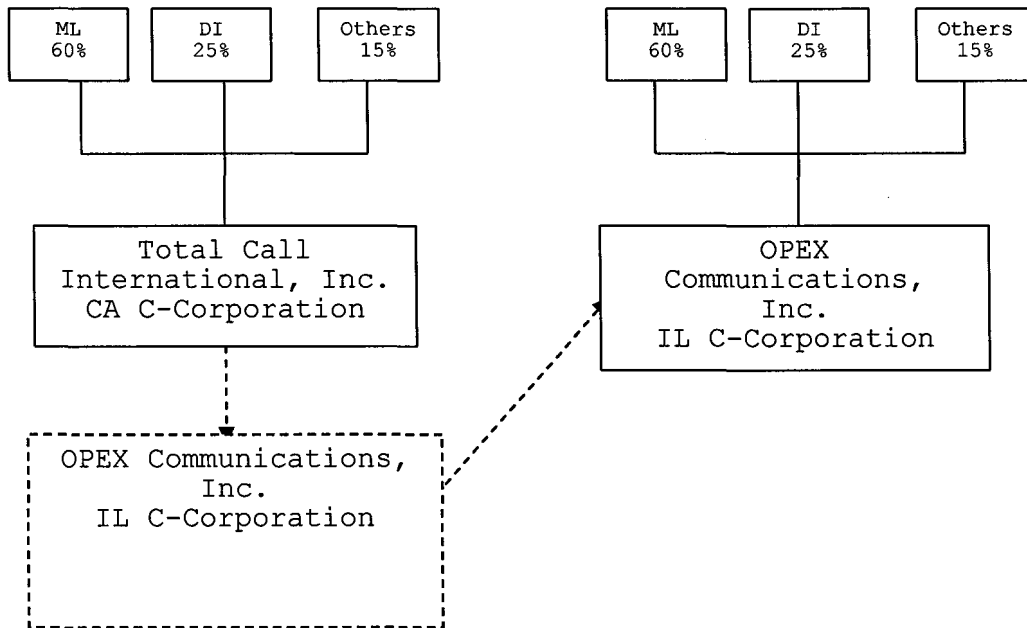 ML
60%
DI
25%
Others
15%
ML
60%
DI
25%
Others
15%
Total Call
International, Inc.
CA C-Corporation
OPEX
Communications,
Inc.
IL C-Corporation
OPEX Communications,
Inc.
IL C-Corporation